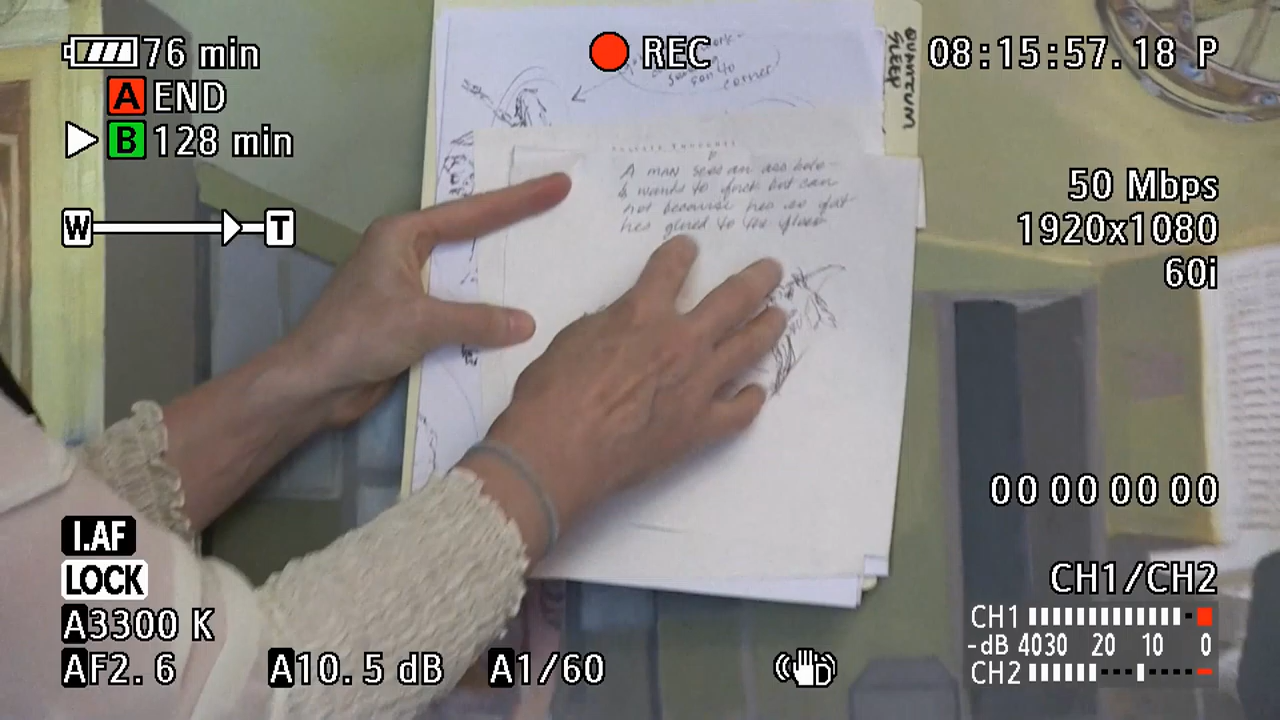 76 min
REC
08:15:57.18 P
A END
B 128 min
W T
50 Mbps
1920x1080
60i
QUANTUM
SLEEP
corner
A man sees an ass hole
& wants to fuck but can
not because hes so fat
hes glued to the floor
00 00 00 00
I.AF
LOCK
A3300 K
AF2.6
A10.5 dB
A1/60
CH1/CH2
CH1
-dB 40 30 20 10 0
CH2